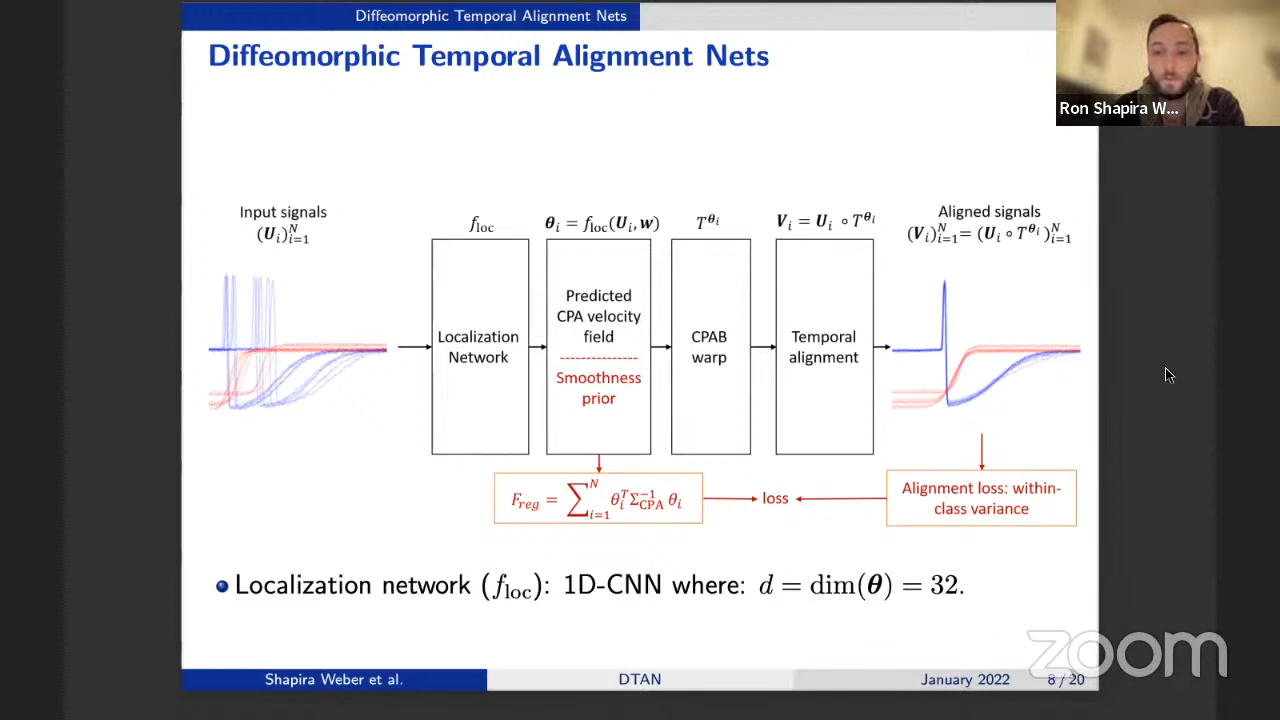 Diffeomorphic Temporal Alignment Nets
Diffeomorphic Temporal Alignment Nets
Ron Shapira W...
Input signals
(U_i)_{i=1}^N
f_loc
θ_i = f_loc(U_i, w)
T^{θ_i}
V_i = U_i ∘ T^{θ_i}
Aligned signals
(V_i)_{i=1}^N = (U_i ∘ T^{θ_i})_{i=1}^N
Localization
Network
Predicted
CPA velocity
field
Smoothness
prior
CPAB
warp
Temporal
alignment
F_reg = ∑_{i=1}^N θ_i^T Σ_CPA^{-1} θ_i
loss
Alignment loss: within-
class variance
Localization network (f_loc): 1D-CNN where: d = dim(θ) = 32.
zoom
Shapira Weber et al.
DTAN
January 2022
8 / 20